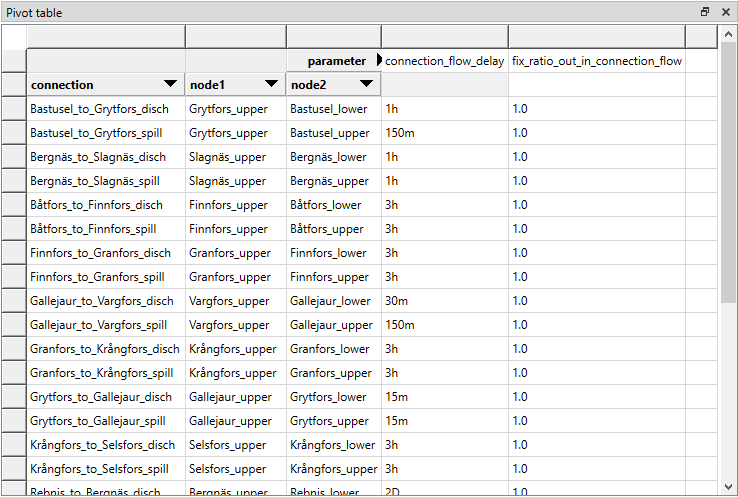 Pivot table
parameter connection_flow_delay fix_ratio_out_in_connection_flow
connection node1 node2
Bastusel_to_Grytfors_disch Grytfors_upper Bastusel_lower 1h 1.0
Bastusel_to_Grytfors_spill Grytfors_upper Bastusel_upper 150m 1.0
Bergnäs_to_Slagnäs_disch Slagnäs_upper Bergnäs_lower 1h 1.0
Bergnäs_to_Slagnäs_spill Slagnäs_upper Bergnäs_upper 1h 1.0
Båtfors_to_Finnfors_disch Finnfors_upper Båtfors_lower 3h 1.0
Båtfors_to_Finnfors_spill Finnfors_upper Båtfors_upper 3h 1.0
Finnfors_to_Granfors_disch Granfors_upper Finnfors_lower 3h 1.0
Finnfors_to_Granfors_spill Granfors_upper Finnfors_upper 3h 1.0
Gallejaur_to_Vargfors_disch Vargfors_upper Gallejaur_lower 30m 1.0
Gallejaur_to_Vargfors_spill Vargfors_upper Gallejaur_upper 150m 1.0
Granfors_to_Krångfors_disch Krångfors_upper Granfors_lower 3h 1.0
Granfors_to_Krångfors_spill Krångfors_upper Granfors_upper 3h 1.0
Grytfors_to_Gallejaur_disch Gallejaur_upper Grytfors_lower 15m 1.0
Grytfors_to_Gallejaur_spill Gallejaur_upper Grytfors_upper 15m 1.0
Krångfors_to_Selsfors_disch Selsfors_upper Krångfors_lower 3h 1.0
Krångfors_to_Selsfors_spill Selsfors_upper Krångfors_upper 3h 1.0
Rebnis_to_Bergnäs_disch Bergnäs_upper Rebnis_lower 2D 1.0